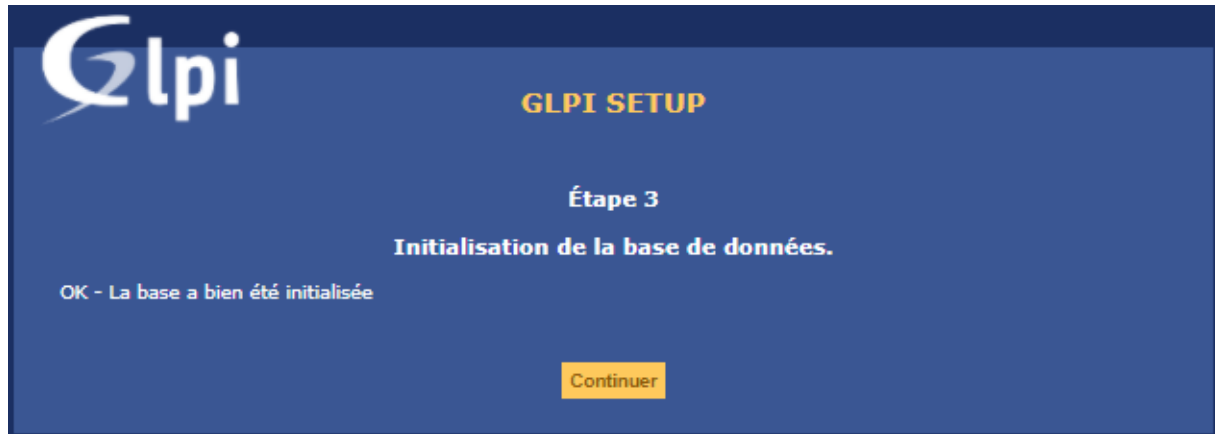 Glpi
GLPI SETUP
Étape 3
Initialisation de la base de données.
OK - La base a bien été initialisée
Continuer